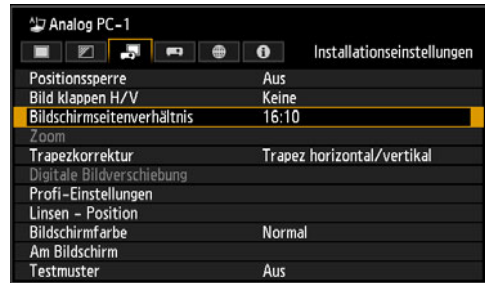 Analog PC-1
Installationseinstellungen
Positionssperre Aus
Bild klappen H/V Keine
Bildschirmseitenverhältnis 16:10
Zoom
Trapezkorrektur Trapez horizontal/vertikal
Digitale Bildverschiebung
Profi-Einstellungen
Linsen - Position
Bildschirmfarbe Normal
Am Bildschirm
Testmuster Aus